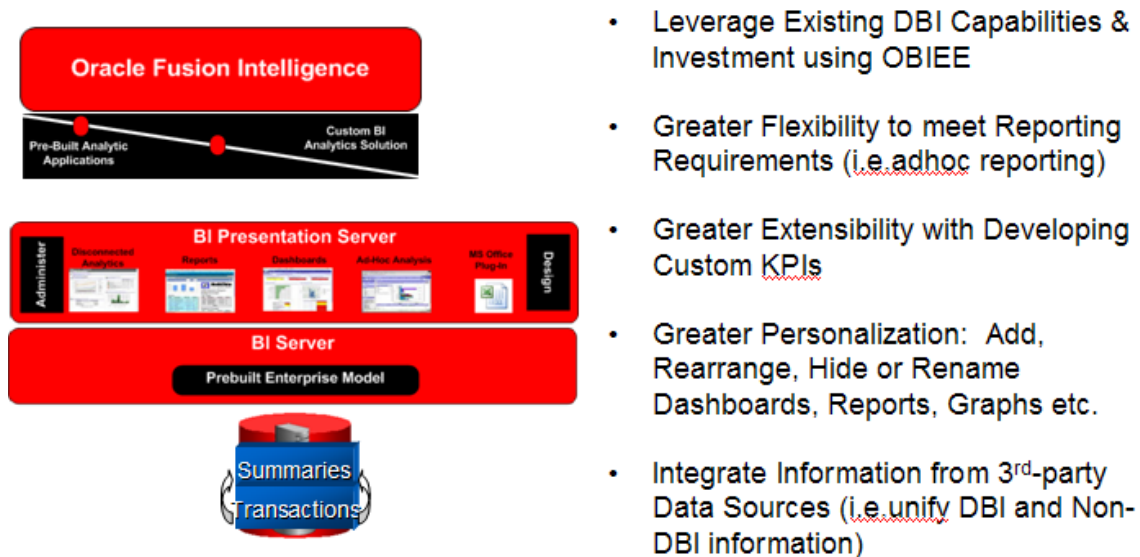 Oracle Fusion Intelligence
Pre-Built Analytic
Applications
Custom BI
Analytics Solution
BI Presentation Server
Administer
Disconnected
Analytics
Reports
Dashboards
Ad-Hoc Analysis
MS Office
Plug-in
Design
BI Server
Prebuilt Enterprise Model
Summaries
Transactions
• Leverage Existing DBI Capabilities &
Investment using OBIEE
• Greater Flexibility to meet Reporting
Requirements (i.e.adhoc reporting)
• Greater Extensibility with Developing
Custom KPIs
• Greater Personalization: Add,
Rearrange, Hide or Rename
Dashboards, Reports, Graphs etc.
• Integrate Information from 3rd-party
Data Sources (i.e.unify DBI and Non-
DBI information)